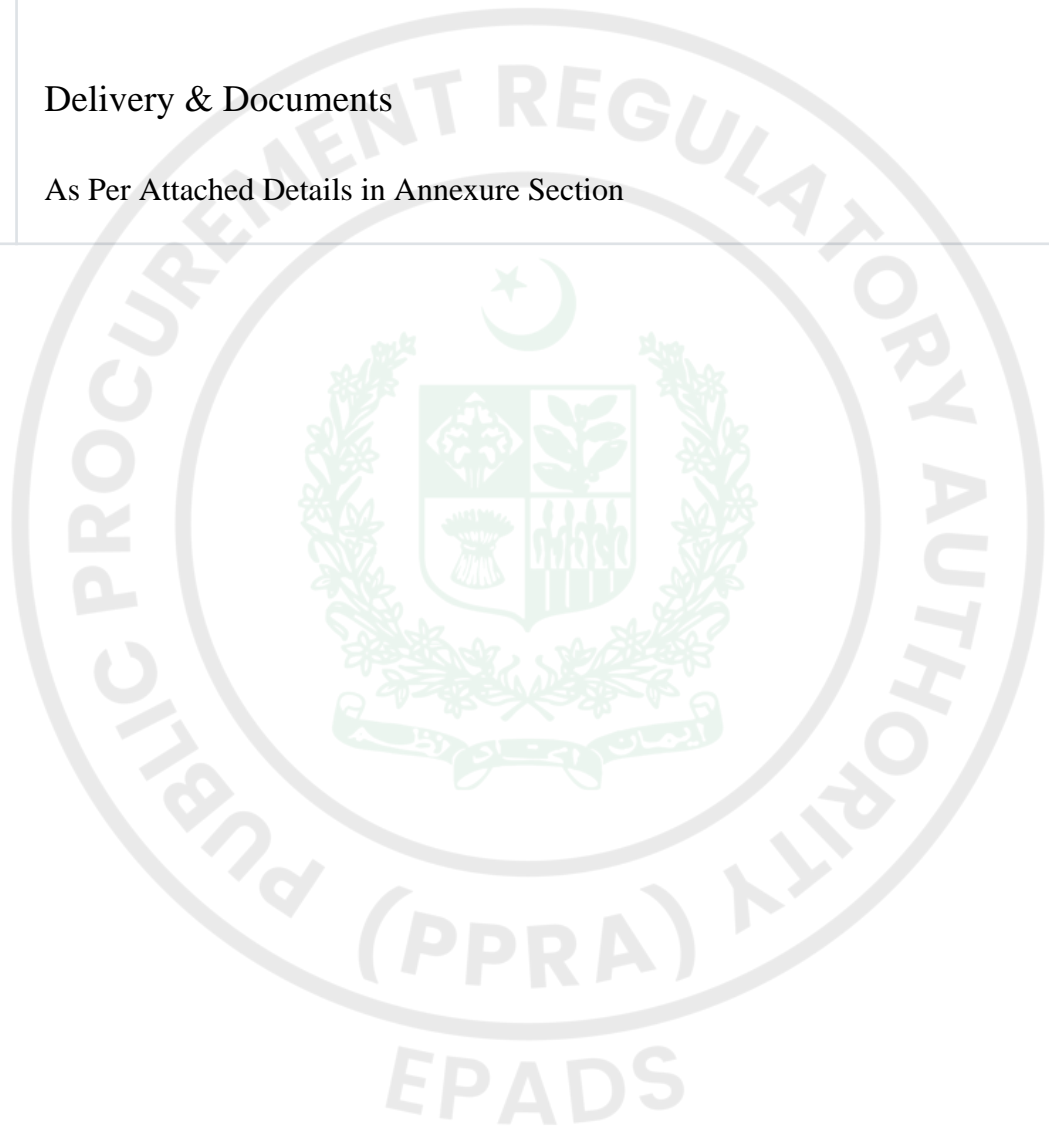 Delivery & Documents
As Per Attached Details in Annexure Section
PUBLIC PROCUREMENT REGULATORY AUTHORITY
(PPRA)
EPADS